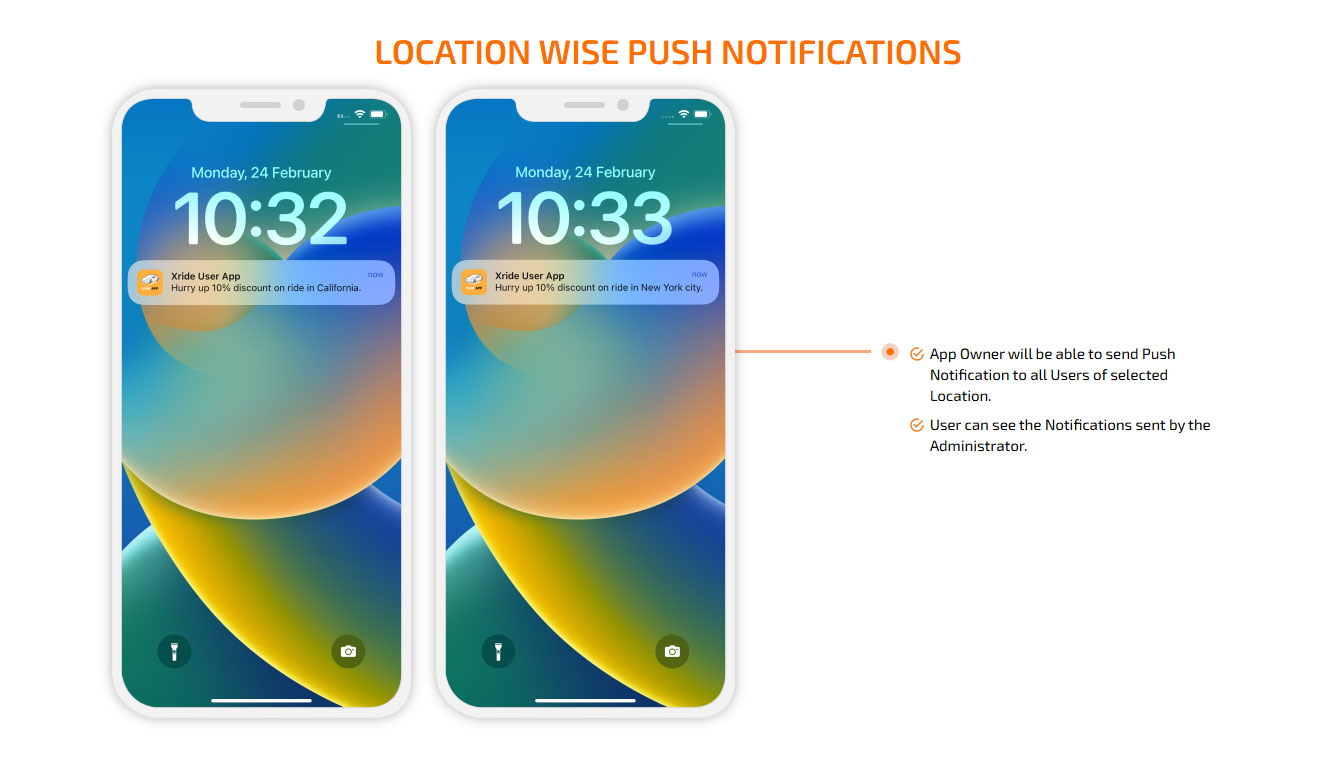 LOCATION WISE PUSH NOTIFICATIONS
Monday, 24 February
10:32
Xride User App
now
Hurry up 10% discount on ride in California.
Monday, 24 February
10:33
Xride User App
now
Hurry up 10% discount on ride in New York city.
App Owner will be able to send Push
Notification to all Users of selected
Location.
User can see the Notifications sent by the
Administrator.